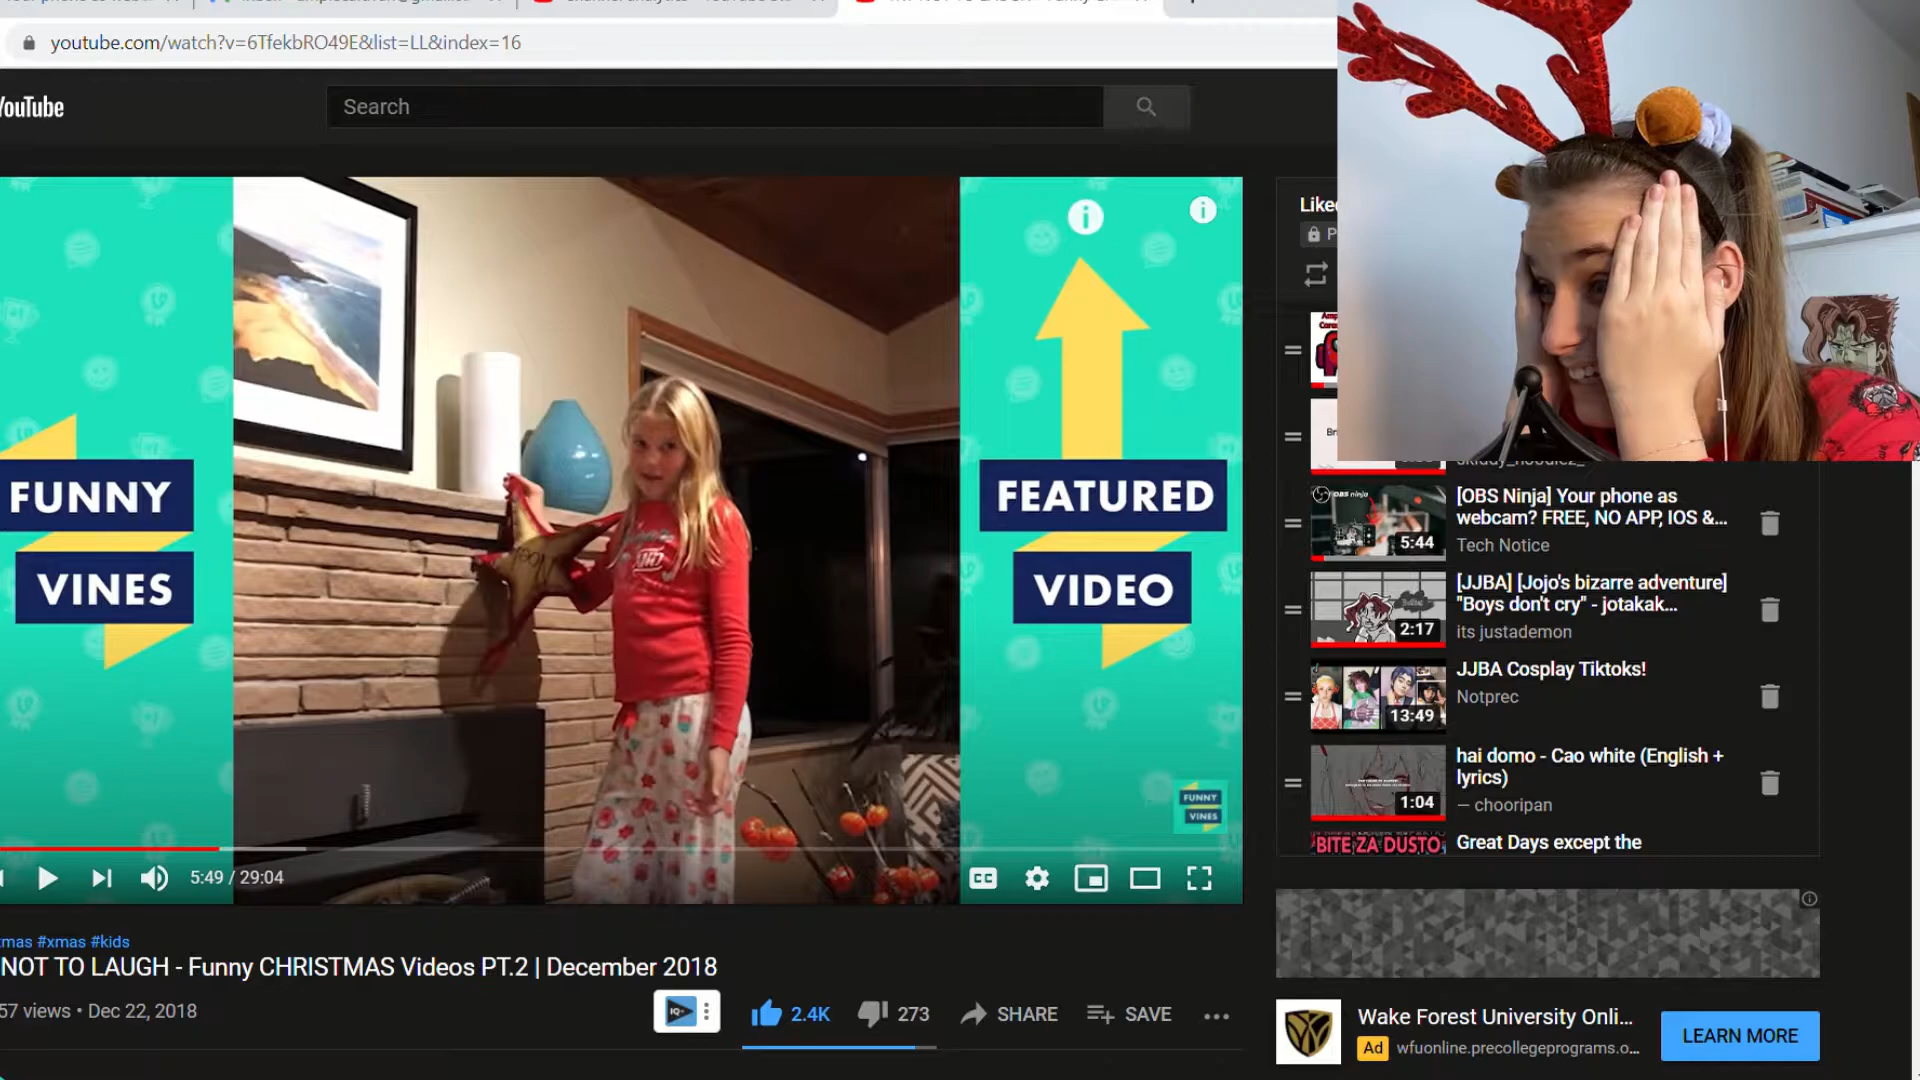 youtube.com/watch?v=6TfekbRO49E&list=LL&index=16
YouTube
Search
FUNNY
VINES
FEATURED
VIDEO
FUNNY
VINES
5:49 / 29:04
#xmas #kids
NOT TO LAUGH - Funny CHRISTMAS Videos PT.2 | December 2018
57 views • Dec 22, 2018
IQ
2.4K
273
SHARE
SAVE
[OBS Ninja] Your phone as
webcam? FREE, NO APP, IOS &...
Tech Notice
5:44
[JJBA] [Jojo's bizarre adventure]
"Boys don't cry" - jotakak...
its justademon
2:17
JJBA Cosplay Tiktoks!
Notprec
13:49
hai domo - Cao white (English +
lyrics)
– chooripan
1:04
BITE ZA DUSTO
Great Days except the
Wake Forest University Onli...
Ad wfuonline.precollegeprograms.o...
LEARN MORE